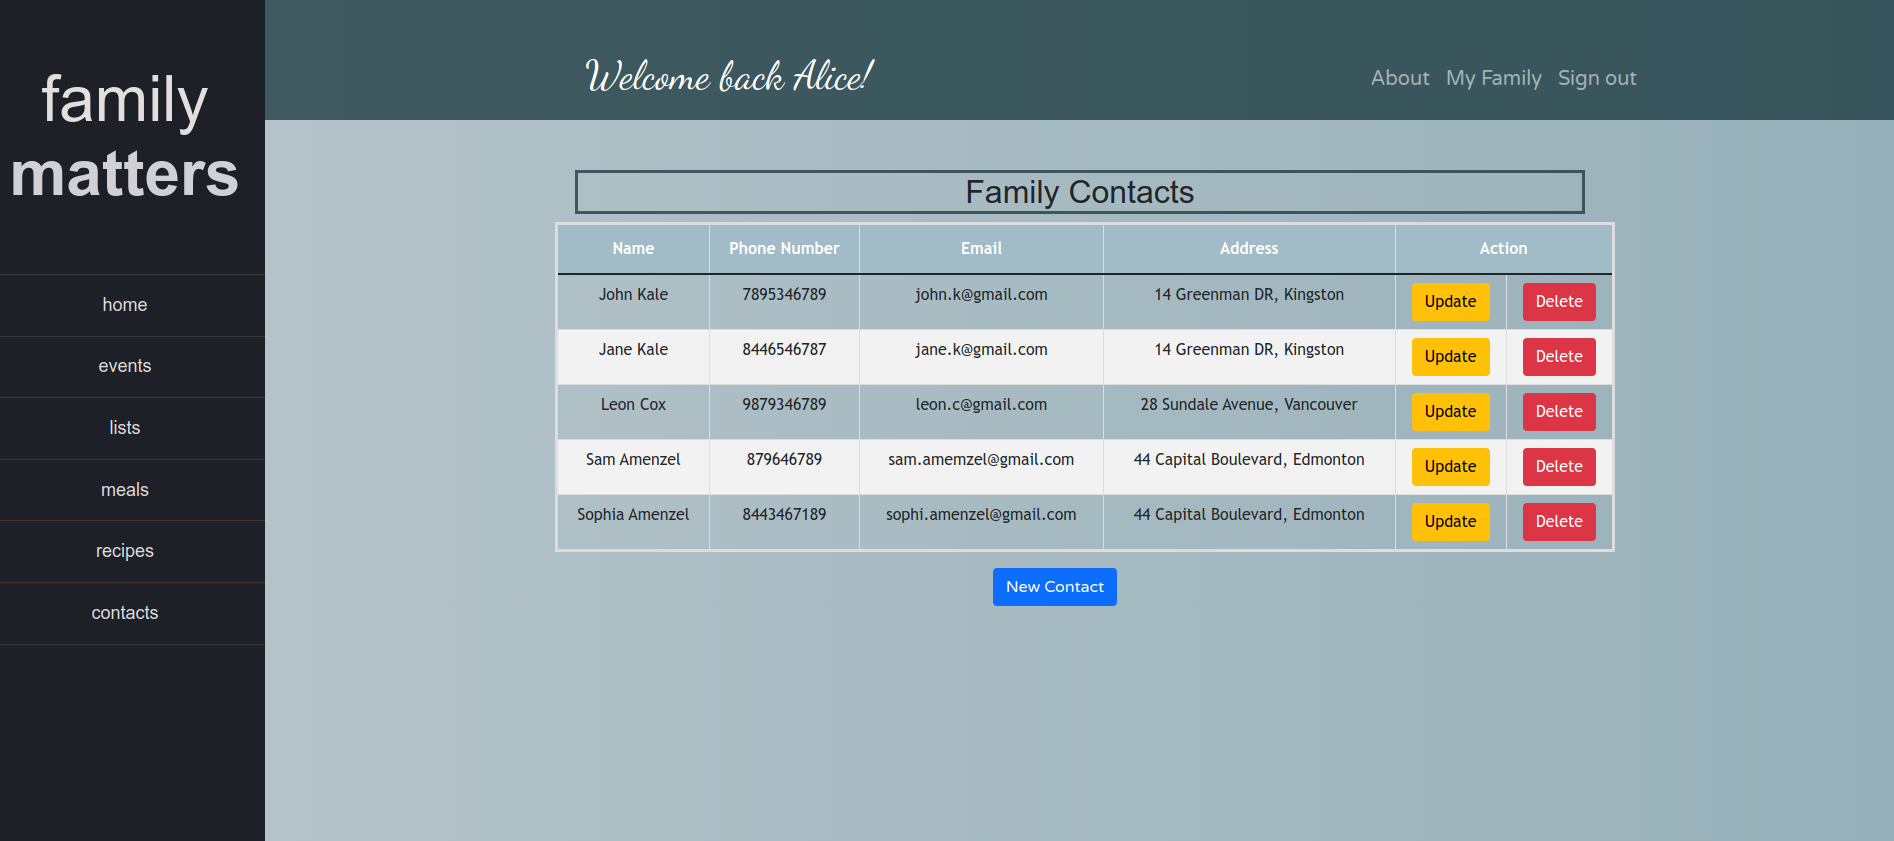 family
matters
home
events
lists
meals
recipes
contacts
Welcome back Alice!
About My Family Sign out
Family Contacts
Name Phone Number Email Address Action
John Kale 7895346789 john.k@gmail.com 14 Greenman DR, Kingston Update Delete
Jane Kale 8446546787 jane.k@gmail.com 14 Greenman DR, Kingston Update Delete
Leon Cox 9879346789 leon.c@gmail.com 28 Sundale Avenue, Vancouver Update Delete
Sam Amenzel 879646789 sam.amemzel@gmail.com 44 Capital Boulevard, Edmonton Update Delete
Sophia Amenzel 8443467189 sophi.amenzel@gmail.com 44 Capital Boulevard, Edmonton Update Delete
New Contact